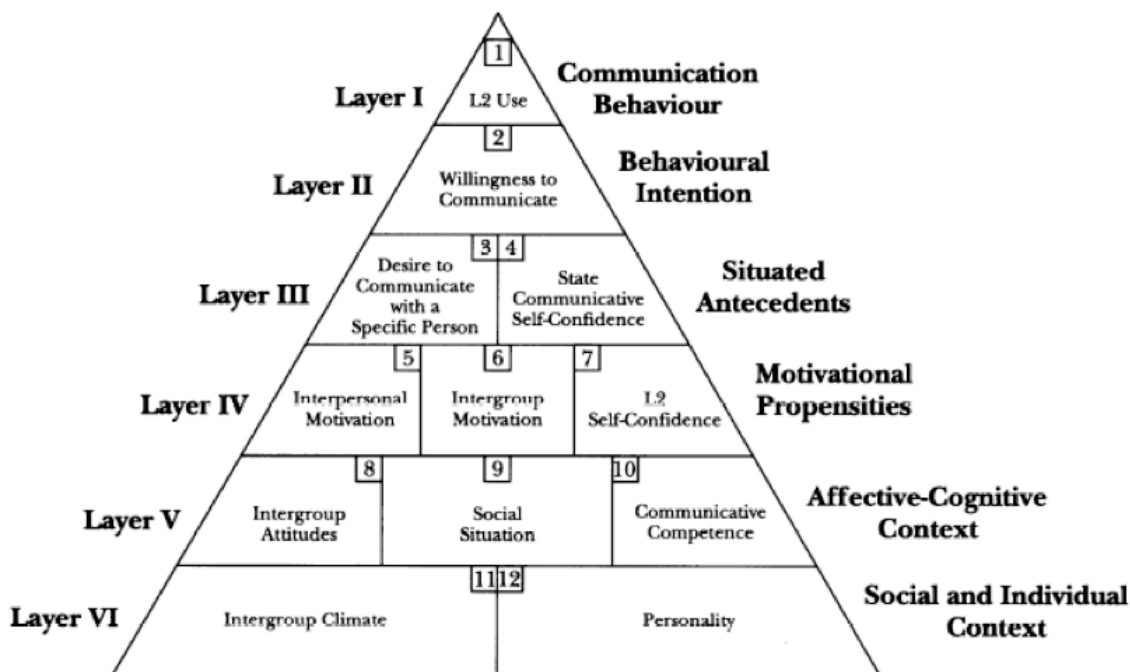 1
Communication
Behaviour
Layer I
L2 Use
2
Behavioural
Intention
Layer II
Willingness to
Communicate
3 4
Situated
Antecedents
Layer III
Desire to
Communicate
with a
Specific Person
State
Communicative
Self-Confidence
5 6 7
Motivational
Propensities
Layer IV
Interpersonal
Motivation
Intergroup
Motivation
L2
Self-Confidence
8 9 10
Affective-Cognitive
Context
Layer V
Intergroup
Attitudes
Social
Situation
Communicative
Competence
11 12
Social and Individual
Context
Layer VI
Intergroup Climate
Personality